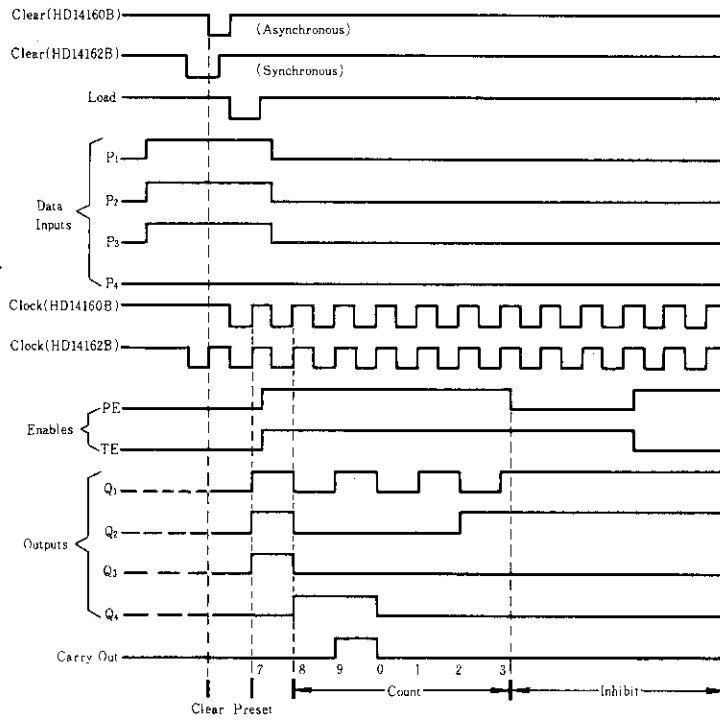 Clear(HD14160B)
(Asynchronous)
Clear(HD14162B)
(Synchronous)
Load
P1
P2
Data
Inputs
P3
P4
Clock(HD14160B)
Clock(HD14162B)
PE
Enables
TE
Q1
Q2
Outputs
Q3
Q4
Carry Out
7 8 9 0 1 2 3
Count Inhibit
Clear Preset